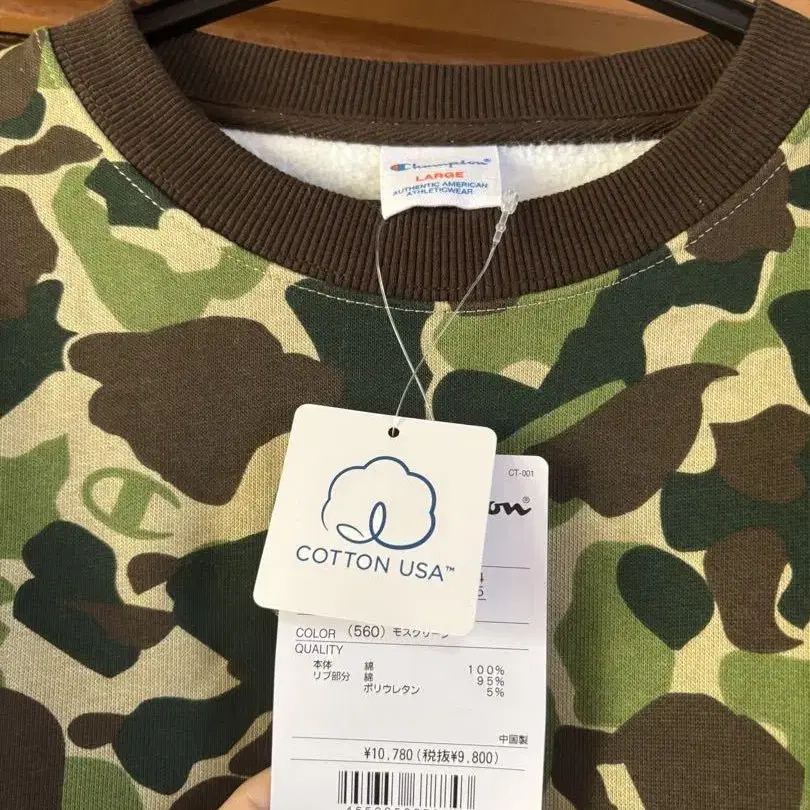 Champion
LARGE
AUTHENTIC AMERICAN
ATHLETICWEAR
CT-001
COTTON USA™
COLOR (560) モスグリーン
QUALITY
本体 綿 100%
リブ部分 綿 95%
ポリウレタン 5%
中国製
¥10,780(税抜¥9,800)